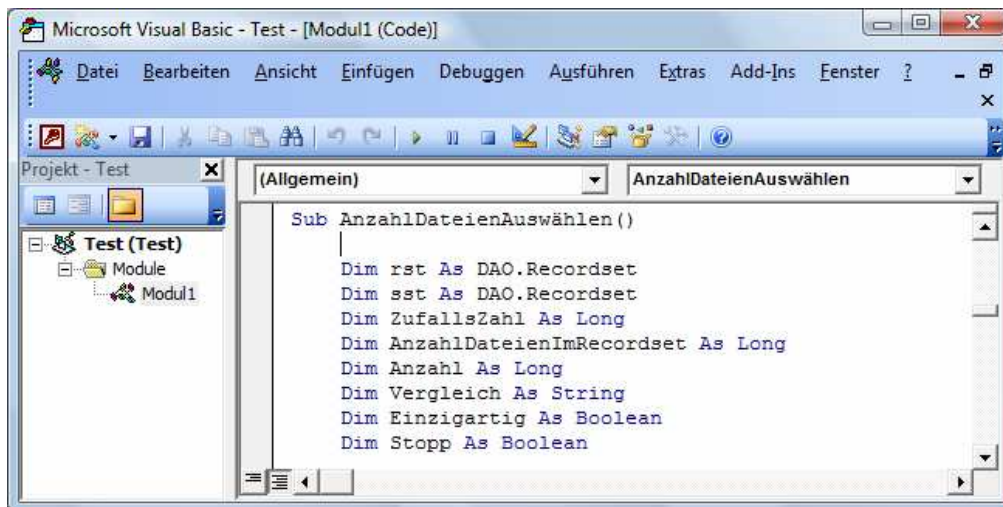 Microsoft Visual Basic - Test - [Modul1 (Code)]
Datei Bearbeiten Ansicht Einfügen Debuggen Ausführen Extras Add-Ins Fenster ?
Projekt - Test
(Allgemein) AnzahlDateienAuswählen
Test (Test)
Module
Modul1
Sub AnzahlDateienAuswählen()
Dim rst As DAO.Recordset
Dim sst As DAO.Recordset
Dim ZufallsZahl As Long
Dim AnzahlDateienImRecordset As Long
Dim Anzahl As Long
Dim Vergleich As String
Dim Einzigartig As Boolean
Dim Stopp As Boolean